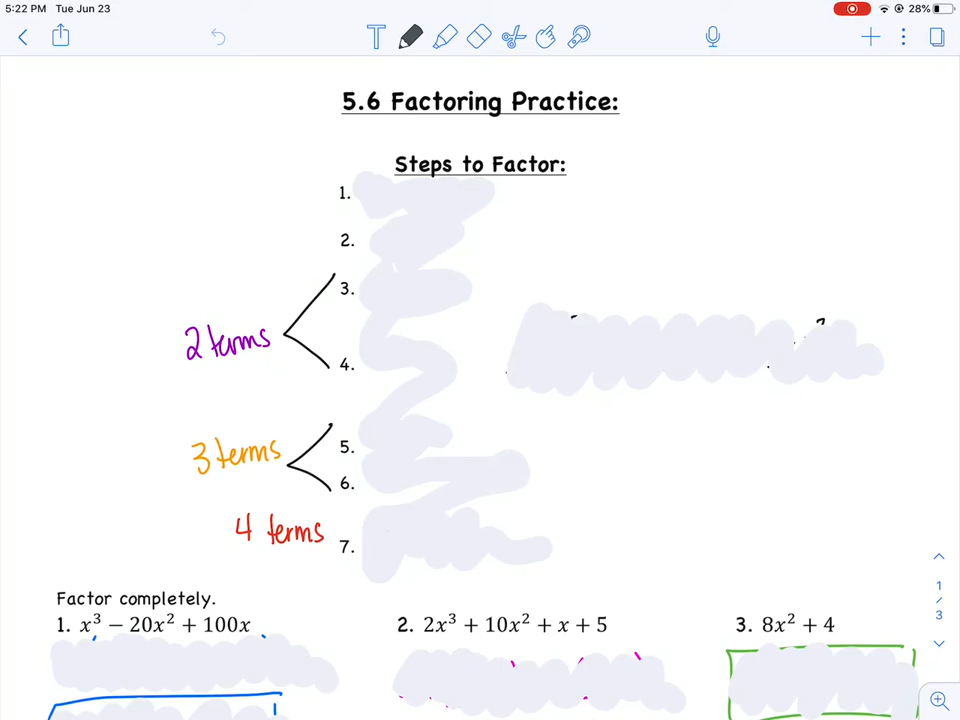 5:22 PM Tue Jun 23
28%
5.6 Factoring Practice:
Steps to Factor:
1.
2.
3.
2 terms
4.
3 terms
5.
6.
4 terms
7.
1
/
3
Factor completely.
1. x³ − 20x² + 100x
2. 2x³ + 10x² + x + 5
3. 8x² + 4